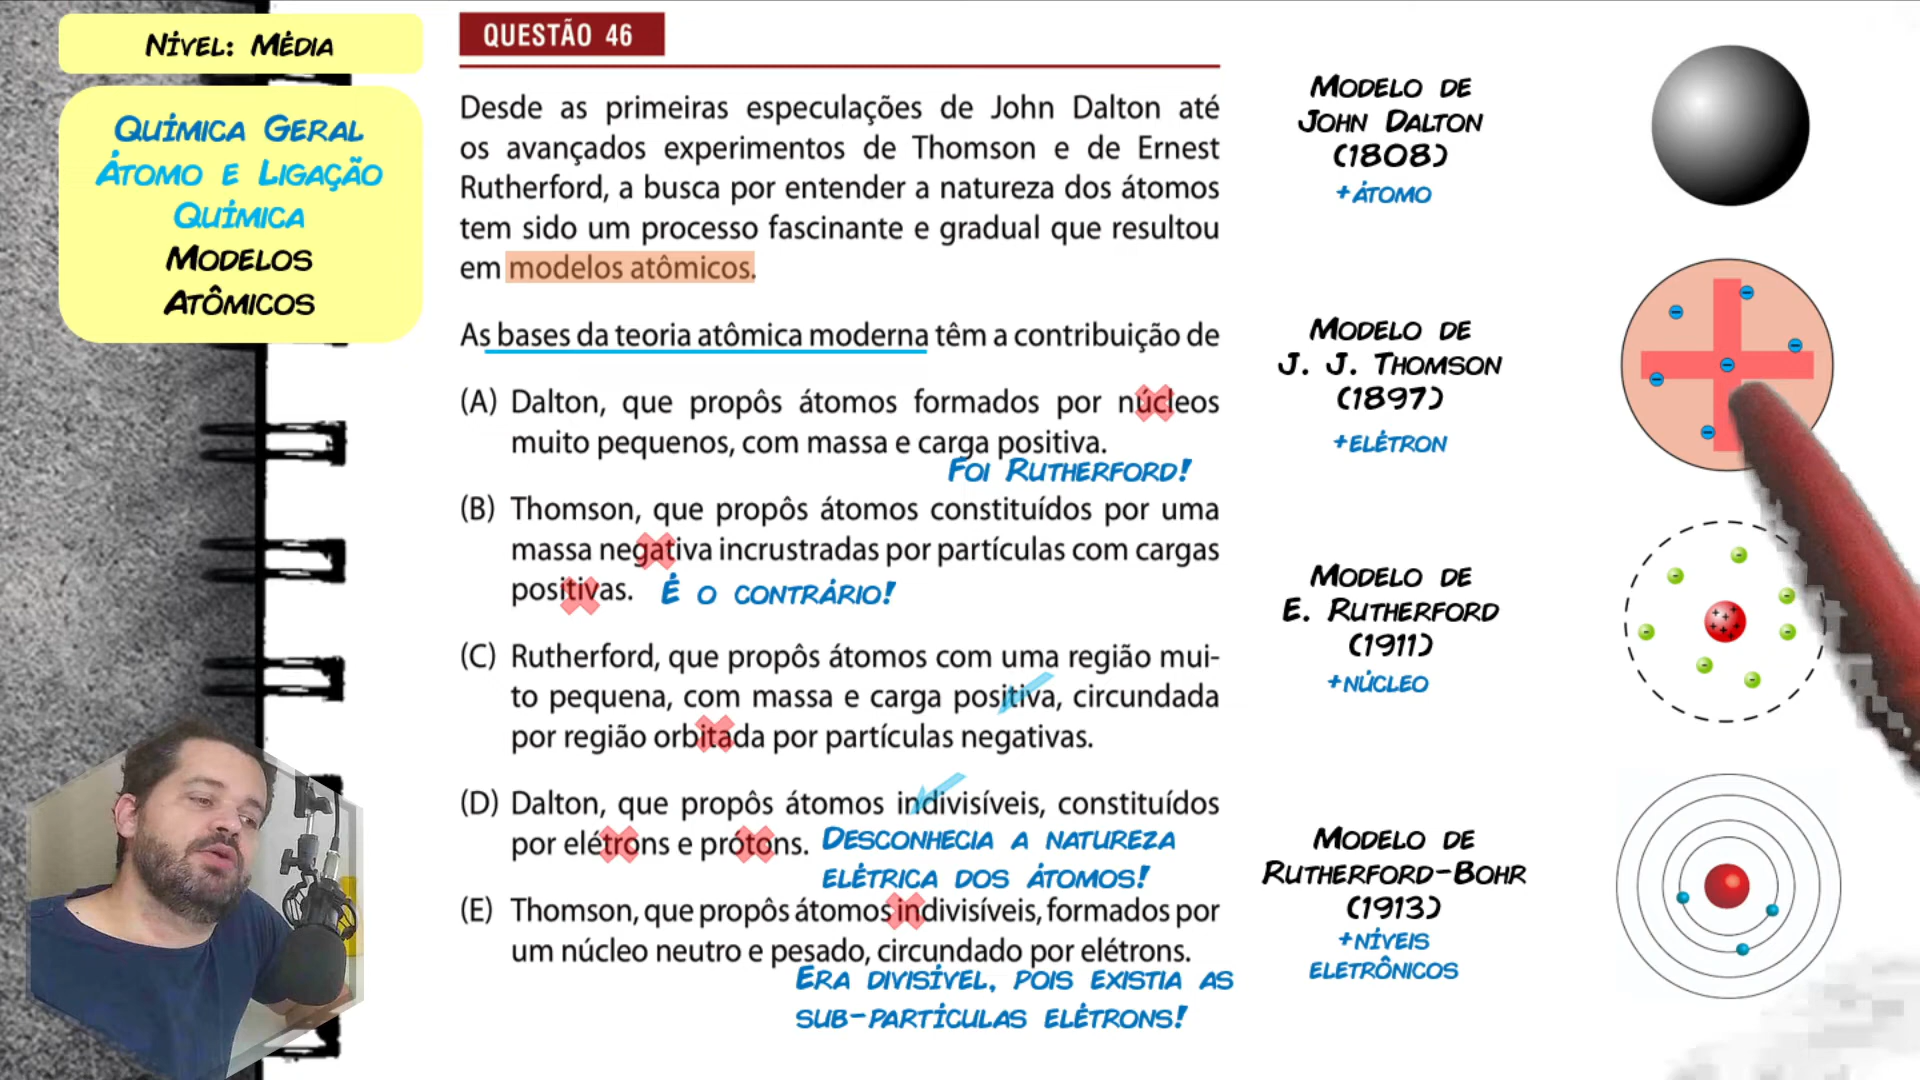 Nível: Média
Química Geral
Átomo e Ligação
Química
Modelos
Atômicos
QUESTÃO 46
Desde as primeiras especulações de John Dalton até
os avançados experimentos de Thomson e de Ernest
Rutherford, a busca por entender a natureza dos átomos
tem sido um processo fascinante e gradual que resultou
em modelos atômicos.
As bases da teoria atômica moderna têm a contribuição de
(A) Dalton, que propôs átomos formados por núcleos
muito pequenos, com massa e carga positiva.
Foi Rutherford!
(B) Thomson, que propôs átomos constituídos por uma
massa negativa incrustradas por partículas com cargas
positivas. É o contrário!
(C) Rutherford, que propôs átomos com uma região mui-
to pequena, com massa e carga positiva, circundada
por região orbitada por partículas negativas.
(D) Dalton, que propôs átomos indivisíveis, constituídos
por elétrons e prótons. Desconhecia a natureza
elétrica dos átomos!
(E) Thomson, que propôs átomos indivisíveis, formados por
um núcleo neutro e pesado, circundado por elétrons.
Era divisível, pois existia as
sub-partículas elétrons!
Modelo de
John Dalton
(1808)
+átomo
Modelo de
J. J. Thomson
(1897)
+elétron
Modelo de
E. Rutherford
(1911)
+núcleo
Modelo de
Rutherford-Bohr
(1913)
+níveis
eletrônicos